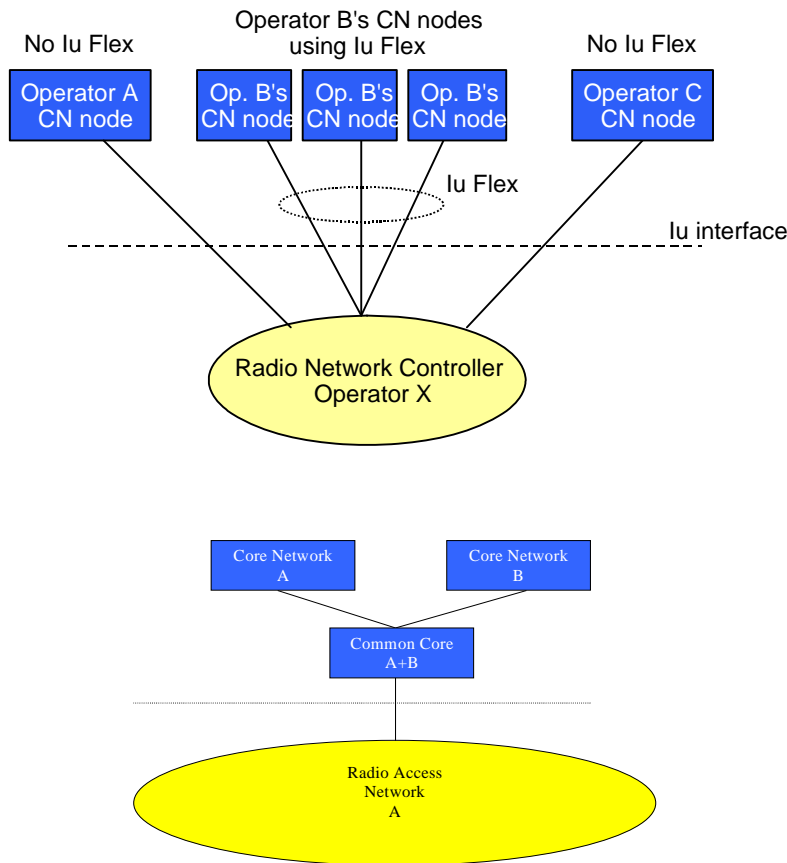 Operator B's CN nodes
using Iu Flex
No Iu Flex
No Iu Flex
Operator A
CN node
Op. B's
CN node
Op. B's
CN node
Op. B's
CN node
Operator C
CN node
Iu Flex
Iu interface
Radio Network Controller
Operator X
Core Network
A
Core Network
B
Common Core
A+B
Radio Access
Network
A